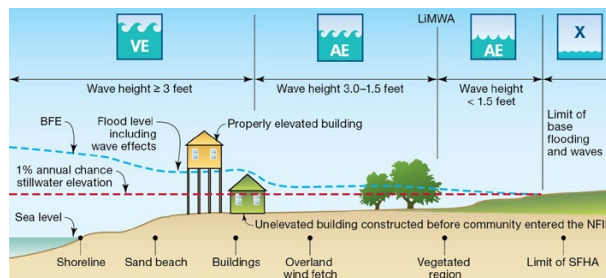 LiMWA
VE
AE
AE
X
Wave height ≥ 3 feet
Wave height 3.0–1.5 feet
Wave height
< 1.5 feet
Limit of
base
flooding
and waves
BFE
Flood level
including
wave effects
Properly elevated building
1% annual chance
stillwater elevation
Sea level
Unelevated building constructed before community entered the NFI
Shoreline
Sand beach
Buildings
Overland
wind fetch
Vegetated
region
Limit of SFHA